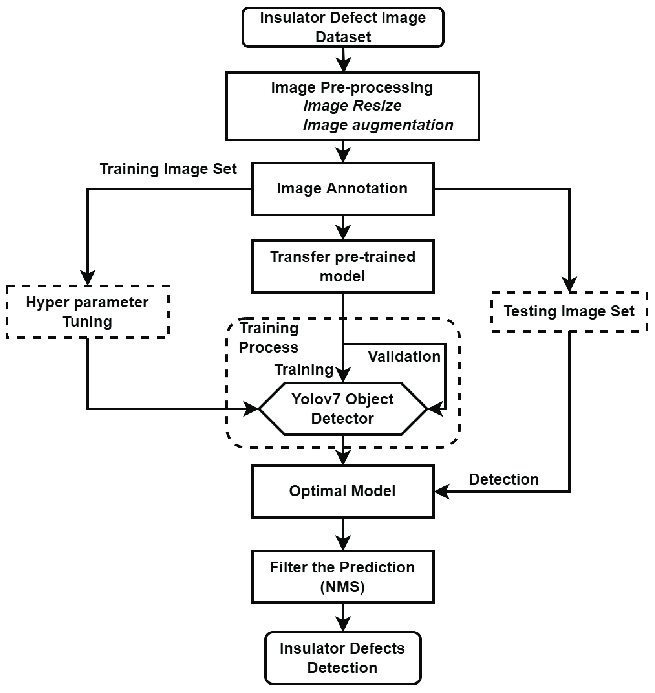 Insulator Defect Image
Dataset
Image Pre-processing
Image Resize
Image augmentation
Training Image Set
Image Annotation
Transfer pre-trained
model
Hyper parameter
Tuning
Testing Image Set
Training
Process
Validation
Training
Yolov7 Object
Detector
Optimal Model
Detection
Filter the Prediction
(NMS)
Insulator Defects
Detection